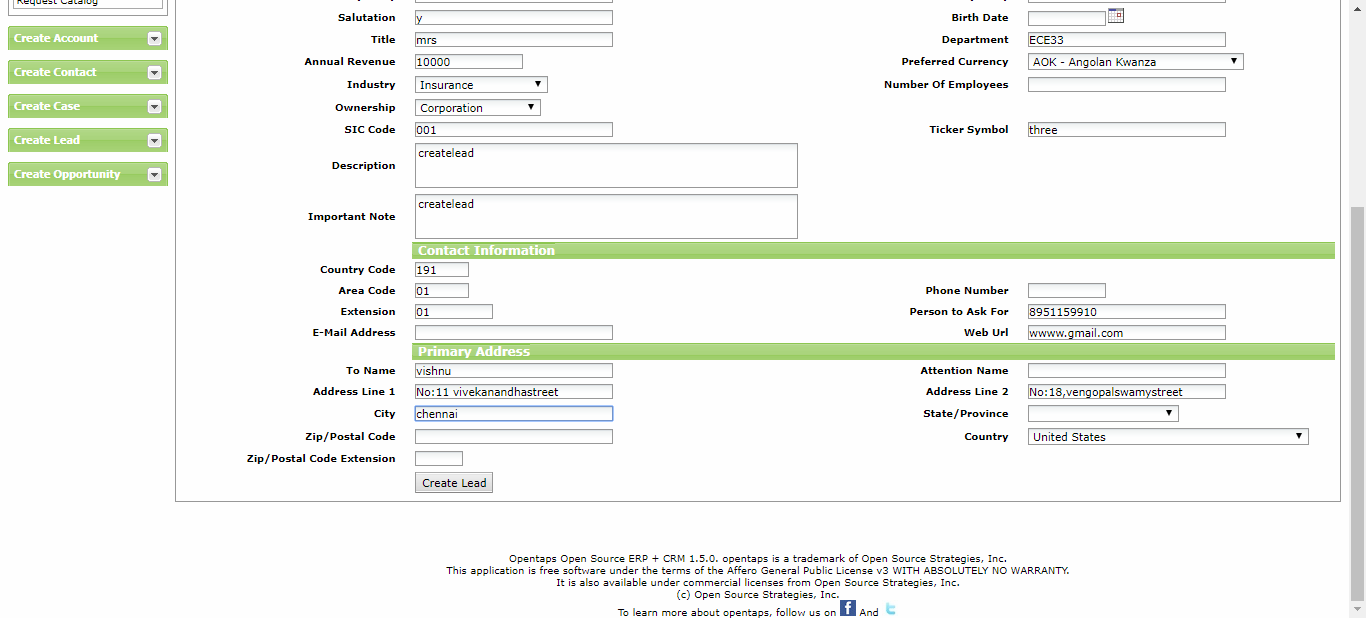 Request Catalog
Create Account
Create Contact
Create Case
Create Lead
Create Opportunity
Salutation y Birth Date
Title mrs Department ECE33
Annual Revenue 10000 Preferred Currency AOK - Angolan Kwanza
Industry Insurance Number Of Employees
Ownership Corporation
SIC Code 001 Ticker Symbol three
Description createlead
Important Note createlead
Contact Information
Country Code 191
Area Code 01 Phone Number
Extension 01 Person to Ask For 8951159910
E-Mail Address Web Url wwww.gmail.com
Primary Address
To Name vishnu Attention Name
Address Line 1 No:11 vivekanandhastreet Address Line 2 No:18,vengopalswamystreet
City chennai State/Province
Zip/Postal Code Country United States
Zip/Postal Code Extension
Create Lead
Opentaps Open Source ERP + CRM 1.5.0. opentaps is a trademark of Open Source Strategies, Inc.
This application is free software under the terms of the Affero General Public License v3 WITH ABSOLUTELY NO WARRANTY.
It is also available under commercial licenses from Open Source Strategies, Inc.
(c) Open Source Strategies, Inc.
To learn more about opentaps, follow us on f And t